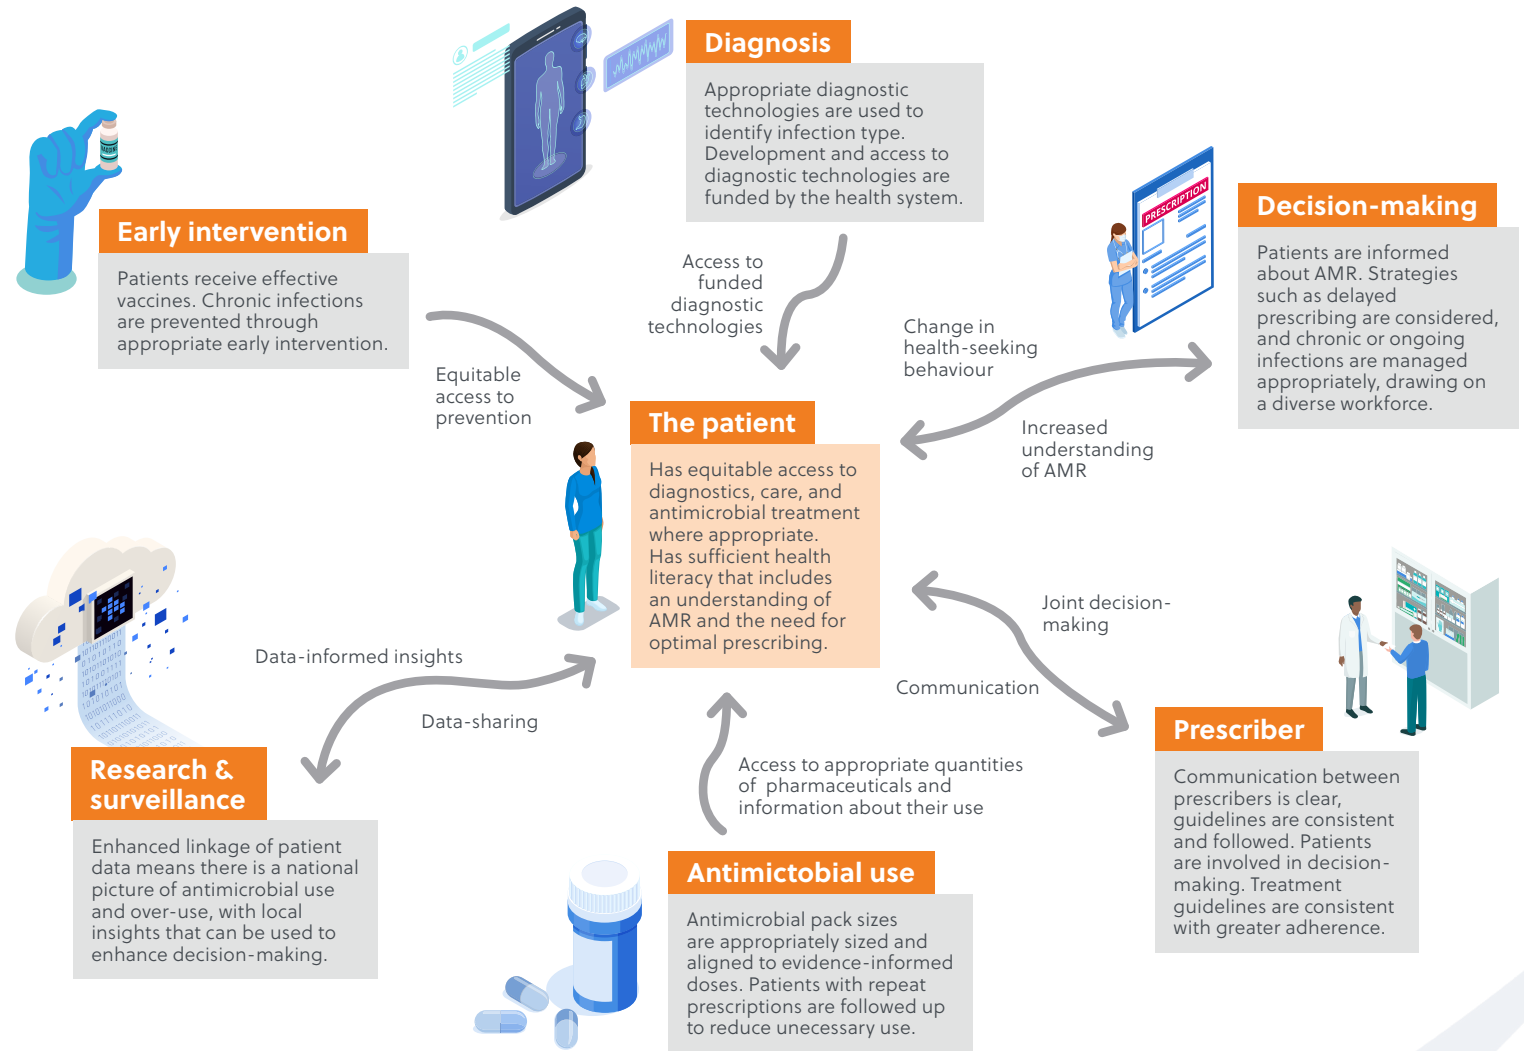 Diagnosis
Appropriate diagnostic
technologies are used to
identify infection type.
Development and access to
diagnostic technologies are
funded by the health system.
Early intervention
Patients receive effective
vaccines. Chronic infections
are prevented through
appropriate early intervention.
PRESCRIPTION
Decision-making
Patients are informed
about AMR. Strategies
such as delayed
prescribing are considered,
and chronic or ongoing
infections are managed
appropriately, drawing on
a diverse workforce.
Access to
funded
diagnostic
technologies
Change in
health-seeking
behaviour
Equitable
access to
prevention
Increased
understanding
of AMR
The patient
Has equitable access to
diagnostics, care, and
antimicrobial treatment
where appropriate.
Has sufficient health
literacy that includes
an understanding of
AMR and the need for
optimal prescribing.
Data-informed insights
Data-sharing
Joint decision-
making
Communication
Research &
surveillance
Enhanced linkage of patient
data means there is a national
picture of antimicrobial use
and over-use, with local
insights that can be used to
enhance decision-making.
Access to appropriate quantities
of pharmaceuticals and
information about their use
Antimictobial use
Antimicrobial pack sizes
are appropriately sized and
aligned to evidence-informed
doses. Patients with repeat
prescriptions are followed up
to reduce unecessary use.
Prescriber
Communication between
prescribers is clear,
guidelines are consistent
and followed. Patients
are involved in decision-
making. Treatment
guidelines are consistent
with greater adherence.